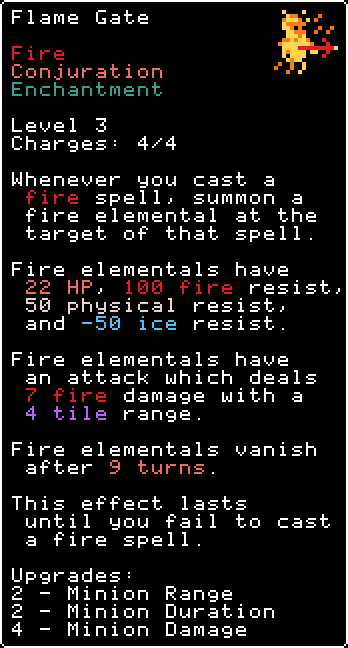 Flame Gate
Fire
Conjuration
Enchantment
Level 3
Charges: 4/4
Whenever you cast a
fire spell, summon a
fire elemental at the
target of that spell.
Fire elementals have
22 HP, 100 fire resist,
50 physical resist,
and -50 ice resist.
Fire elementals have
an attack which deals
7 fire damage with a
4 tile range.
Fire elementals vanish
after 9 turns.
This effect lasts
until you fail to cast
a fire spell.
Upgrades:
2 - Minion Range
2 - Minion Duration
4 - Minion Damage